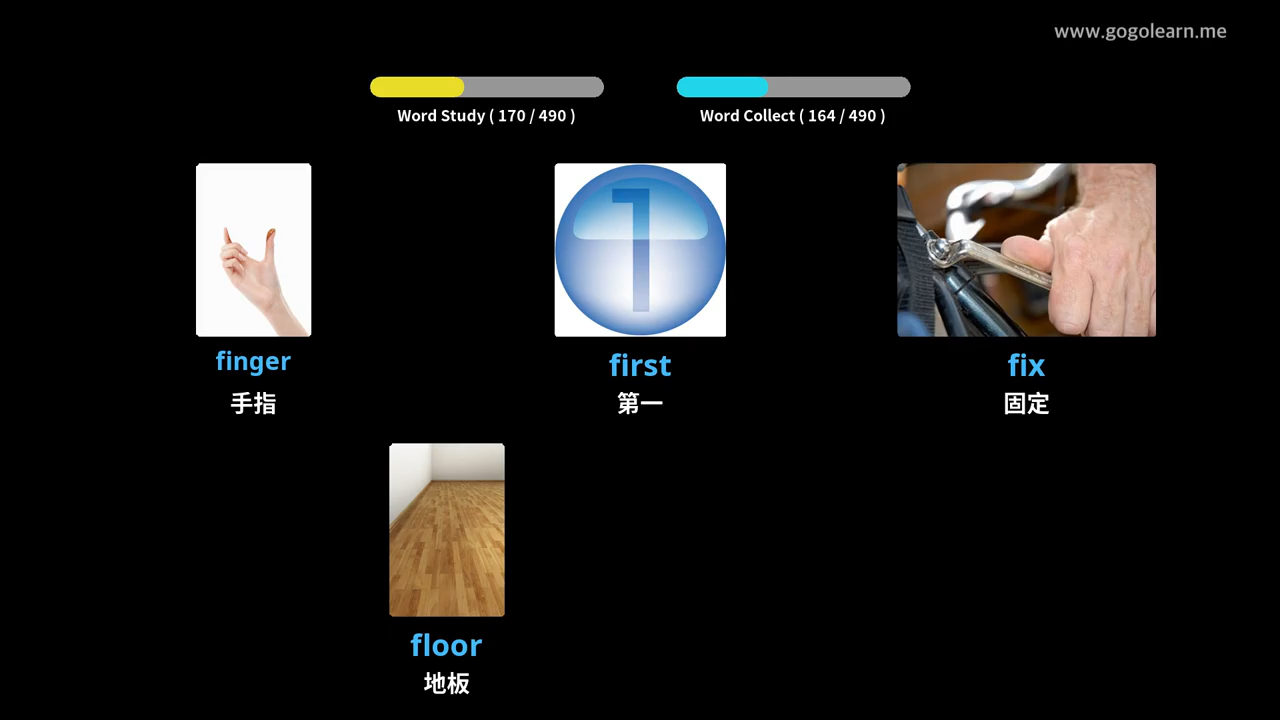 www.gogolearn.me
Word Study ( 170 / 490 )
Word Collect ( 164 / 490 )
1
finger
first
fix
手指
第一
固定
floor
地板